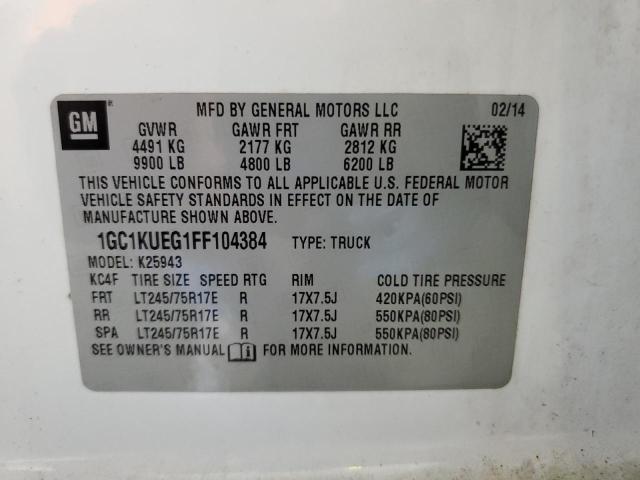 GM MFD BY GENERAL MOTORS LLC 02/14
GVWR GAWR FRT GAWR RR
4491 KG 2177 KG 2812 KG
9900 LB 4800 LB 6200 LB
THIS VEHICLE CONFORMS TO ALL APPLICABLE U.S. FEDERAL MOTOR
VEHICLE SAFETY STANDARDS IN EFFECT ON THE DATE OF
MANUFACTURE SHOWN ABOVE.
1GC1KUEG1FF104384 TYPE: TRUCK
MODEL: K25943
KC4F TIRE SIZE SPEED RTG RIM COLD TIRE PRESSURE
FRT LT245/75R17E R 17X7.5J 420KPA(60PSI)
RR LT245/75R17E R 17X7.5J 550KPA(80PSI)
SPA LT245/75R17E R 17X7.5J 550KPA(80PSI)
SEE OWNER'S MANUAL FOR MORE INFORMATION.